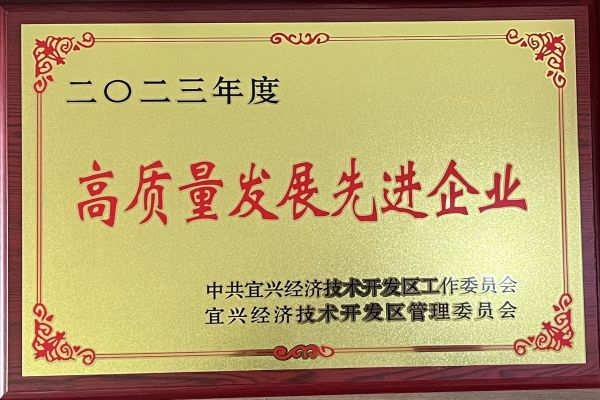 二〇二三年度
高质量发展先进企业
中共宜兴经济技术开发区工作委员会
宜兴经济技术开发区管理委员会